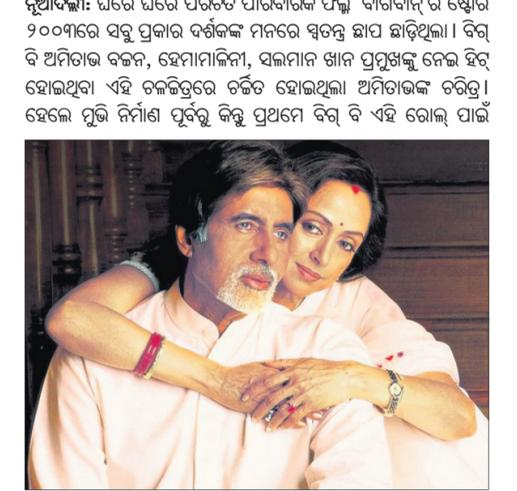 ନୂଆଦିଲ୍ଲୀ: ଘରେ ଘରେ ପରିଚିତ ପାରିବାରିକ ଫିଲ୍ମ 'ବାଗବାନ୍'ର ଷ୍ଟୋରି
୨୦୦୩ରେ ସବୁ ପ୍ରକାର ଦର୍ଶକଙ୍କ ମନରେ ସ୍ୱତନ୍ତ୍ର ଛାପ ଛାଡ଼ିଥିଲା। ବିଗ୍
ବି ଅମିତାଭ ବଚ୍ଚନ, ହେମାମାଳିନୀ, ସଲମାନ ଖାନ ପ୍ରମୁଖଙ୍କୁ ନେଇ ହିଟ୍
ହୋଇଥିବା ଏହି ଚଳଚ୍ଚିତ୍ରରେ ଚର୍ଚ୍ଚିତ ହୋଇଥିଲା ଅମିତାଭଙ୍କ ଚରିତ୍ର।
ହେଲେ ମୁଭି ନିର୍ମାଣ ପୂର୍ବରୁ କିନ୍ତୁ ପ୍ରଥମେ ବିଗ୍ ବି ଏହି ରୋଲ୍ ପାଇଁ